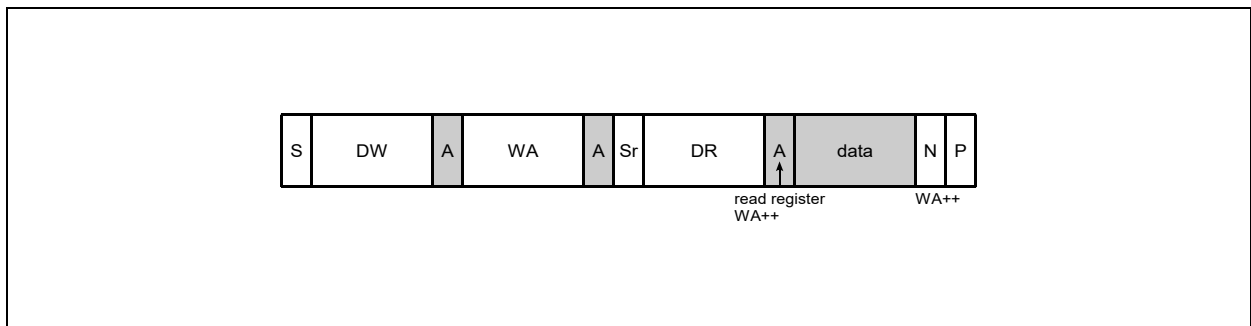 S DW A WA A Sr DR A data N P
read register WA++
WA++